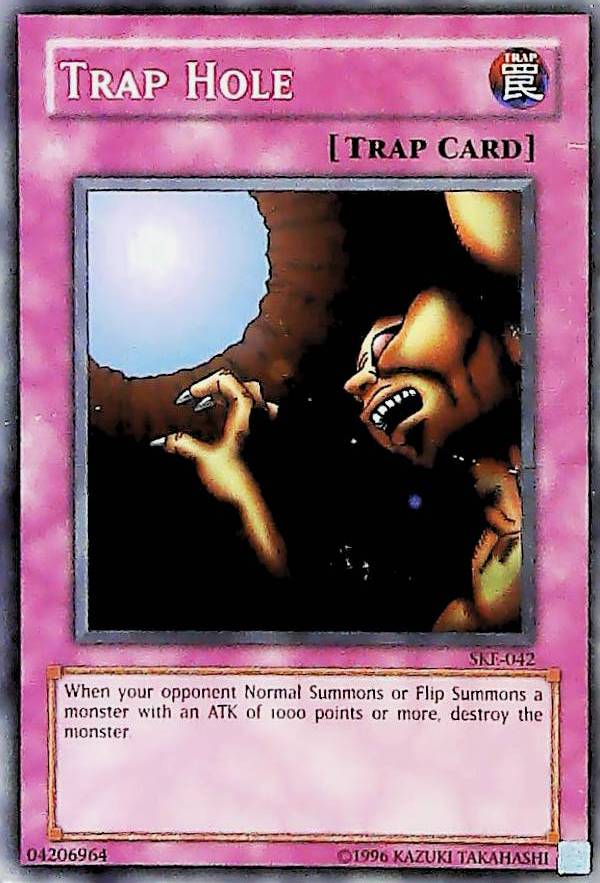 TRAP HOLE
TRAP
罠
[TRAP CARD]
SKE-042
When your opponent Normal Summons or Flip Summons a
monster with an ATK of 1000 points or more, destroy the
monster.
04206964
©1996 KAZUKI TAKAHASHI